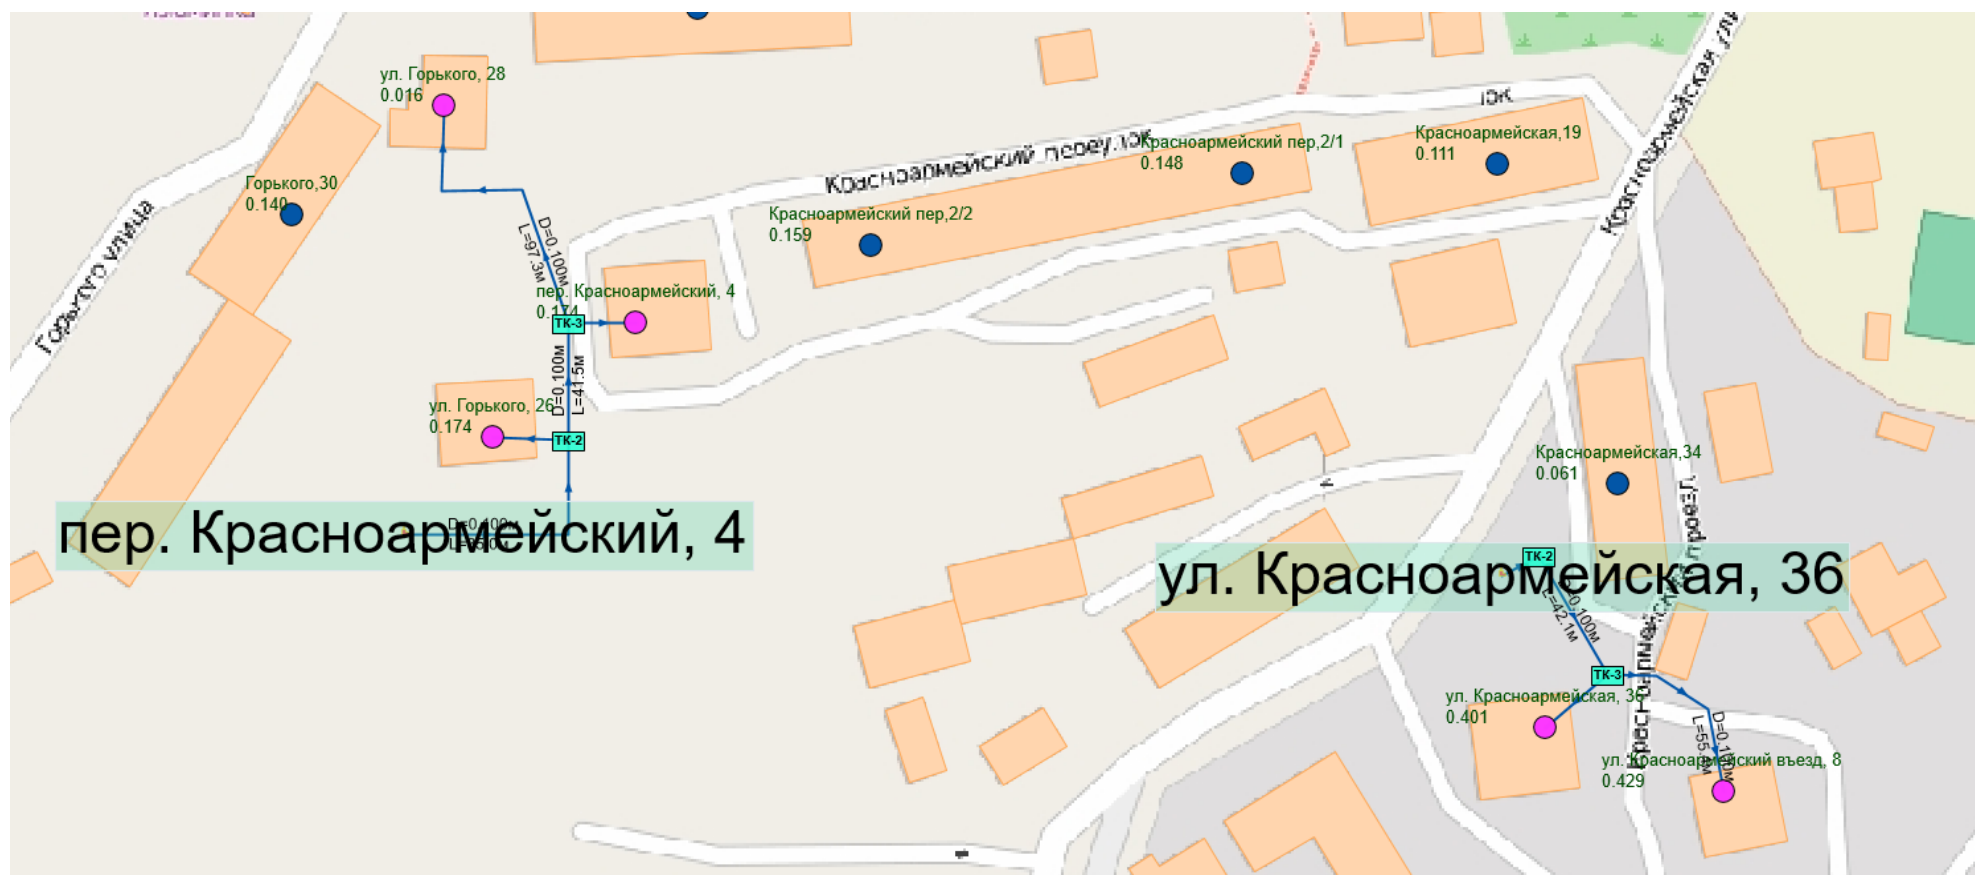 ул. Горького, 28
0.016
Горького,30
0.140
Горького улица
D=0.100м
L=97.3м
пер. Красноармейский, 4
0.174
ТК-3
D=0.100м
L=41.5м
ул. Горького, 26
0.174
ТК-2
пер. Красноармейский, 4
D=0.100м
Красноармейский переулок
Красноармейский пер,2/1
0.148
Красноармейский пер,2/2
0.159
Красноармейская,19
0.111
Красноармейская
Красноармейская,34
0.061
ТК-2
ул. Красноармейская, 36
L=42.1м
ТК-3
ул. Красноармейская, 36
0.401
ул. Красноармейский въезд, 8
0.429